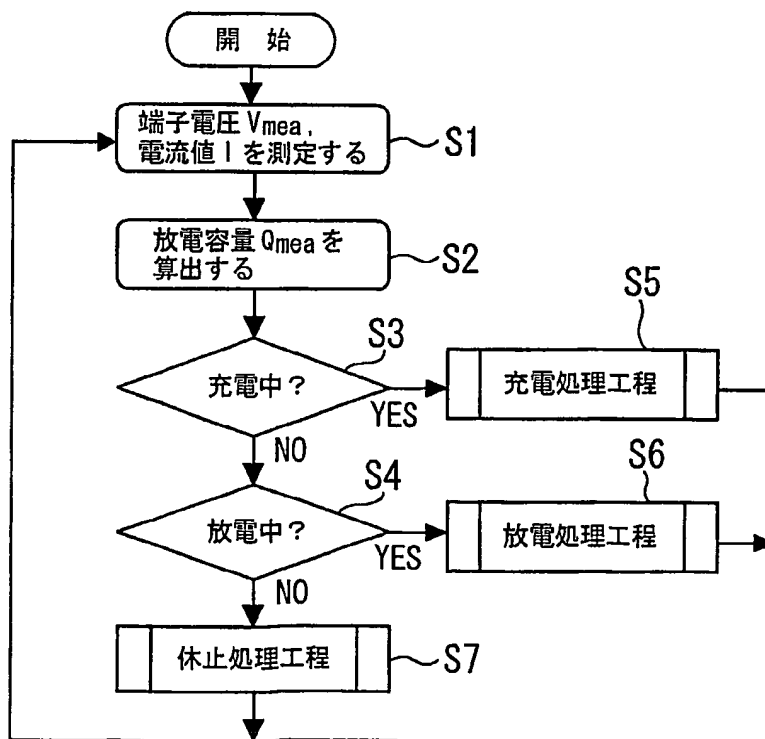 開 始
端子電圧 Vmea,
電流値 I を測定する
S1
放電容量 Qmea を
算出する
S2
充電中？
S3
YES
NO
充電処理工程
S5
放電中？
S4
YES
NO
放電処理工程
S6
休止処理工程
S7